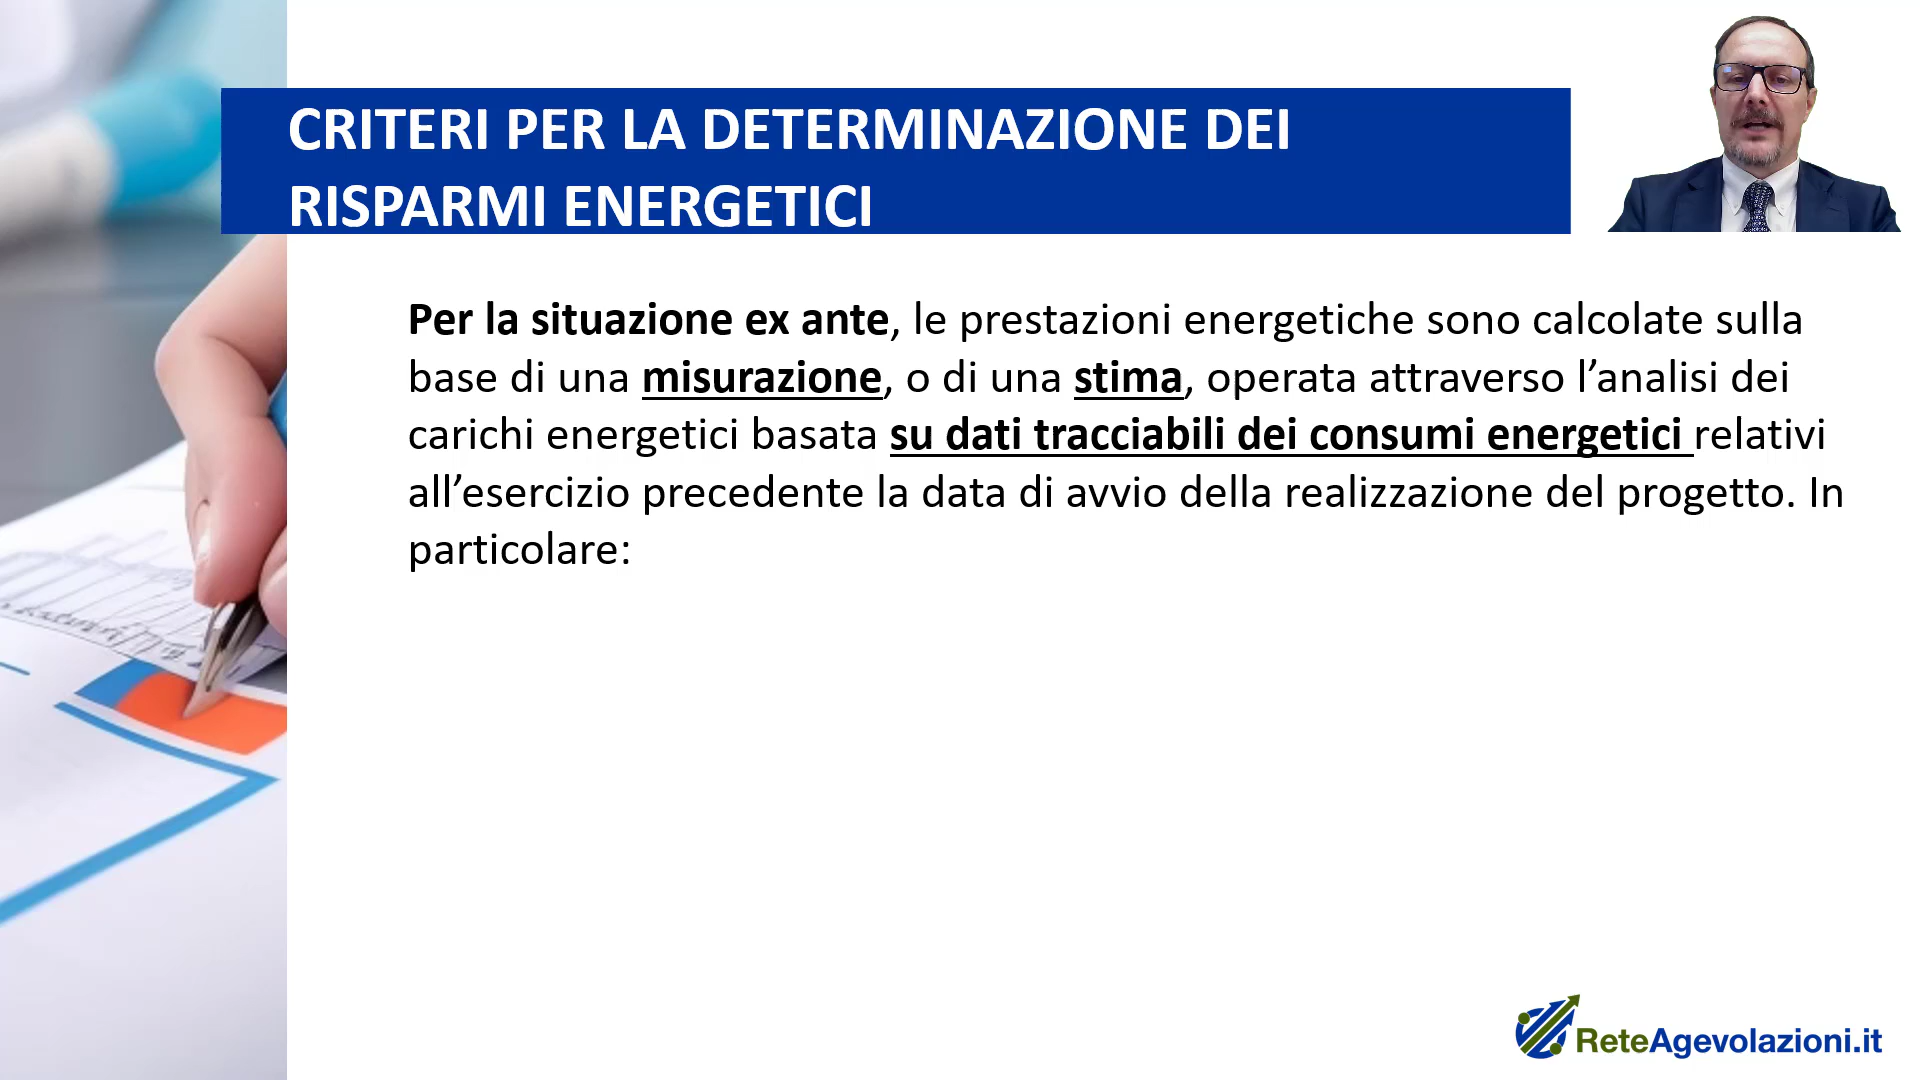 CRITERI PER LA DETERMINAZIONE DEI
RISPARMI ENERGETICI
Per la situazione ex ante, le prestazioni energetiche sono calcolate sulla
base di una misurazione, o di una stima, operata attraverso l’analisi dei
carichi energetici basata su dati tracciabili dei consumi energetici relativi
all’esercizio precedente la data di avvio della realizzazione del progetto. In
particolare:
ReteAgevolazioni.it